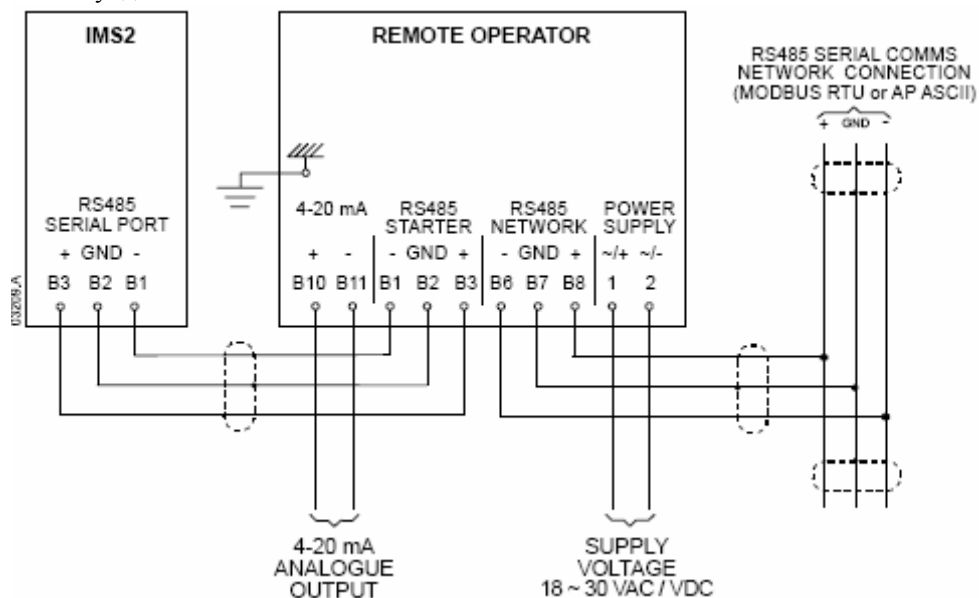 IMS2
REMOTE OPERATOR
RS485 SERIAL COMMS
NETWORK CONNECTION
(MODBUS RTU or AP ASCII)
+ GND -
RS485
SERIAL PORT
+ GND -
B3 B2 B1
4-20 mA
+ -
B10 B11
RS485
STARTER
- GND +
B1 B2 B3
RS485
NETWORK
- GND +
B6 B7 B8
POWER
SUPPLY
~/+ ~/-
1 2
03209.A
4-20 mA
ANALOGUE
OUTPUT
SUPPLY
VOLTAGE
18 ~ 30 VAC / VDC